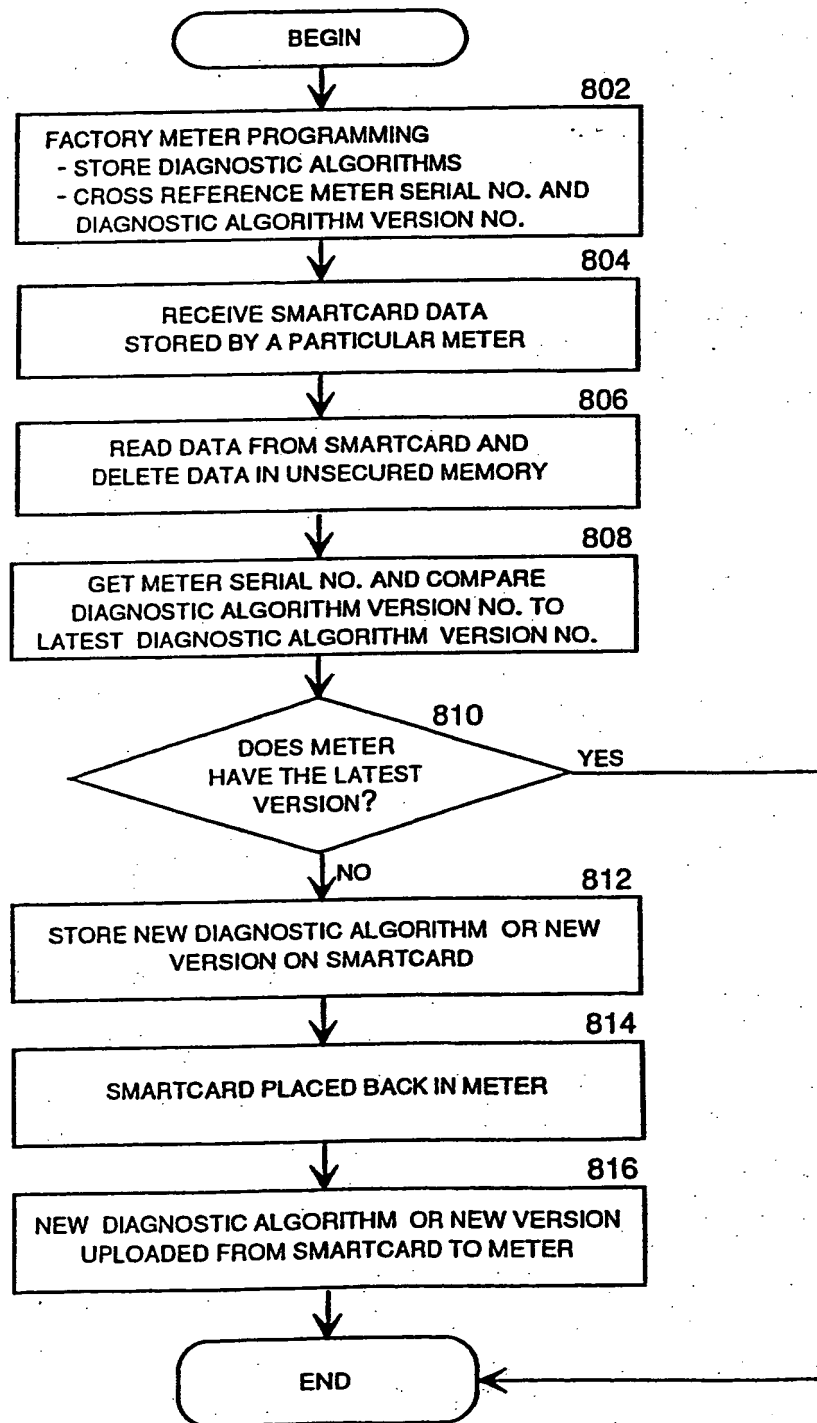 BEGIN
802
FACTORY METER PROGRAMMING
- STORE DIAGNOSTIC ALGORITHMS
- CROSS REFERENCE METER SERIAL NO. AND
DIAGNOSTIC ALGORITHM VERSION NO.
804
RECEIVE SMARTCARD DATA
STORED BY A PARTICULAR METER
806
READ DATA FROM SMARTCARD AND
DELETE DATA IN UNSECURED MEMORY
808
GET METER SERIAL NO. AND COMPARE
DIAGNOSTIC ALGORITHM VERSION NO. TO
LATEST DIAGNOSTIC ALGORITHM VERSION NO.
810
DOES METER
HAVE THE LATEST
VERSION?
YES
NO
812
STORE NEW DIAGNOSTIC ALGORITHM OR NEW
VERSION ON SMARTCARD
814
SMARTCARD PLACED BACK IN METER
816
NEW DIAGNOSTIC ALGORITHM OR NEW VERSION
UPLOADED FROM SMARTCARD TO METER
END